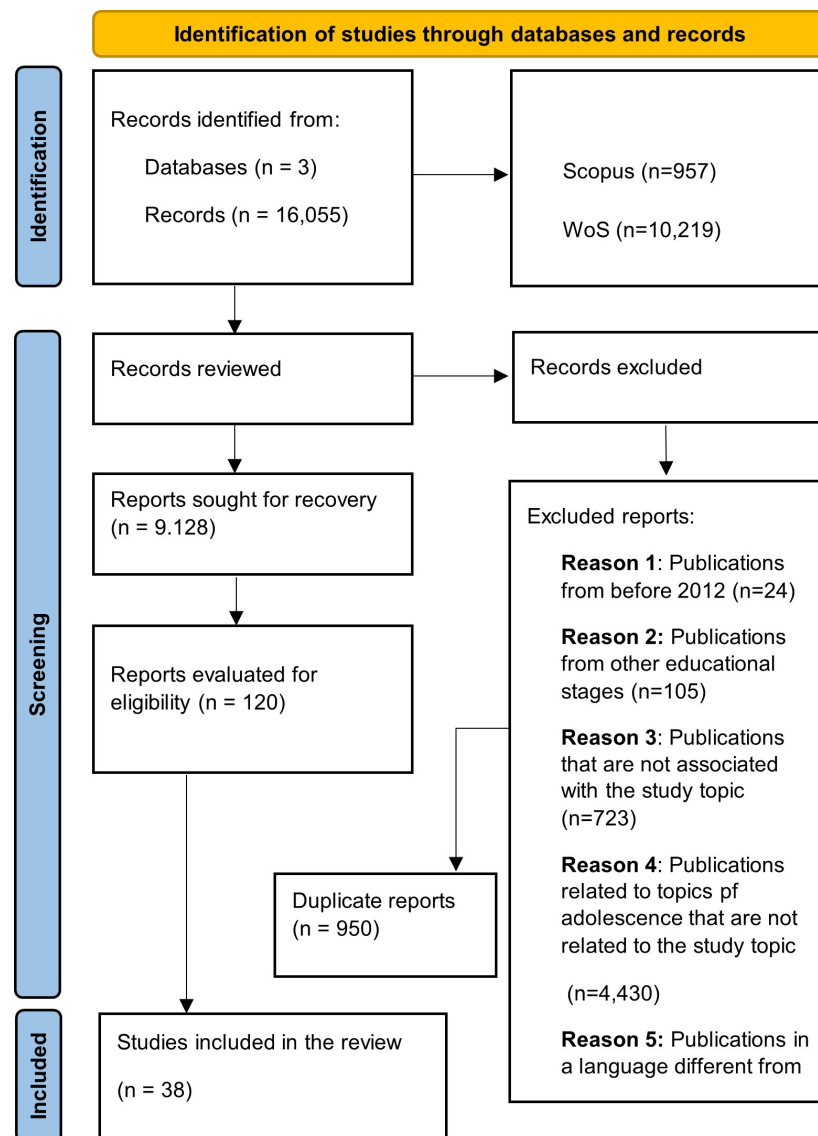 Identification of studies through databases and records
Identification
Records identified from:
Databases (n = 3)
Records (n = 16,055)
Scopus (n=957)
WoS (n=10,219)
Screening
Records reviewed
Records excluded
Reports sought for recovery
(n = 9.128)
Reports evaluated for
eligibility (n = 120)
Excluded reports:
Reason 1: Publications
from before 2012 (n=24)
Reason 2: Publications
from other educational
stages (n=105)
Reason 3: Publications
that are not associated
with the study topic
(n=723)
Reason 4: Publications
related to topics pf
adolescence that are not
related to the study topic
(n=4,430)
Reason 5: Publications in
a language different from
Duplicate reports
(n = 950)
Included
Studies included in the review
(n = 38)